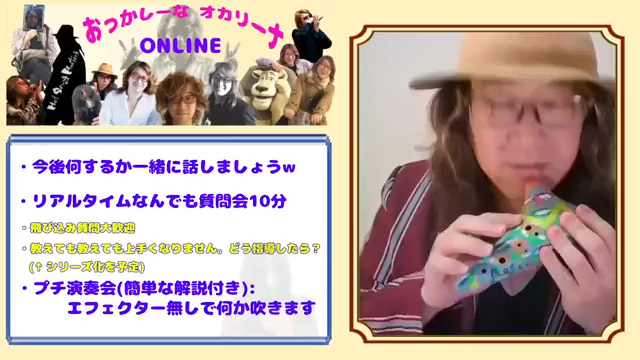 おっかしーな オカリーナ
ONLINE
・今後何するか一緒に話しましょうw
・リアルタイムなんでも質問会10分
・飛び込み質問大歓迎
・教えても教えても上手くなりません。どう指導したら？
(↑シリーズ化を予定)
・プチ演奏会(簡単な解説付き):
エフェクター無しで何か吹きます